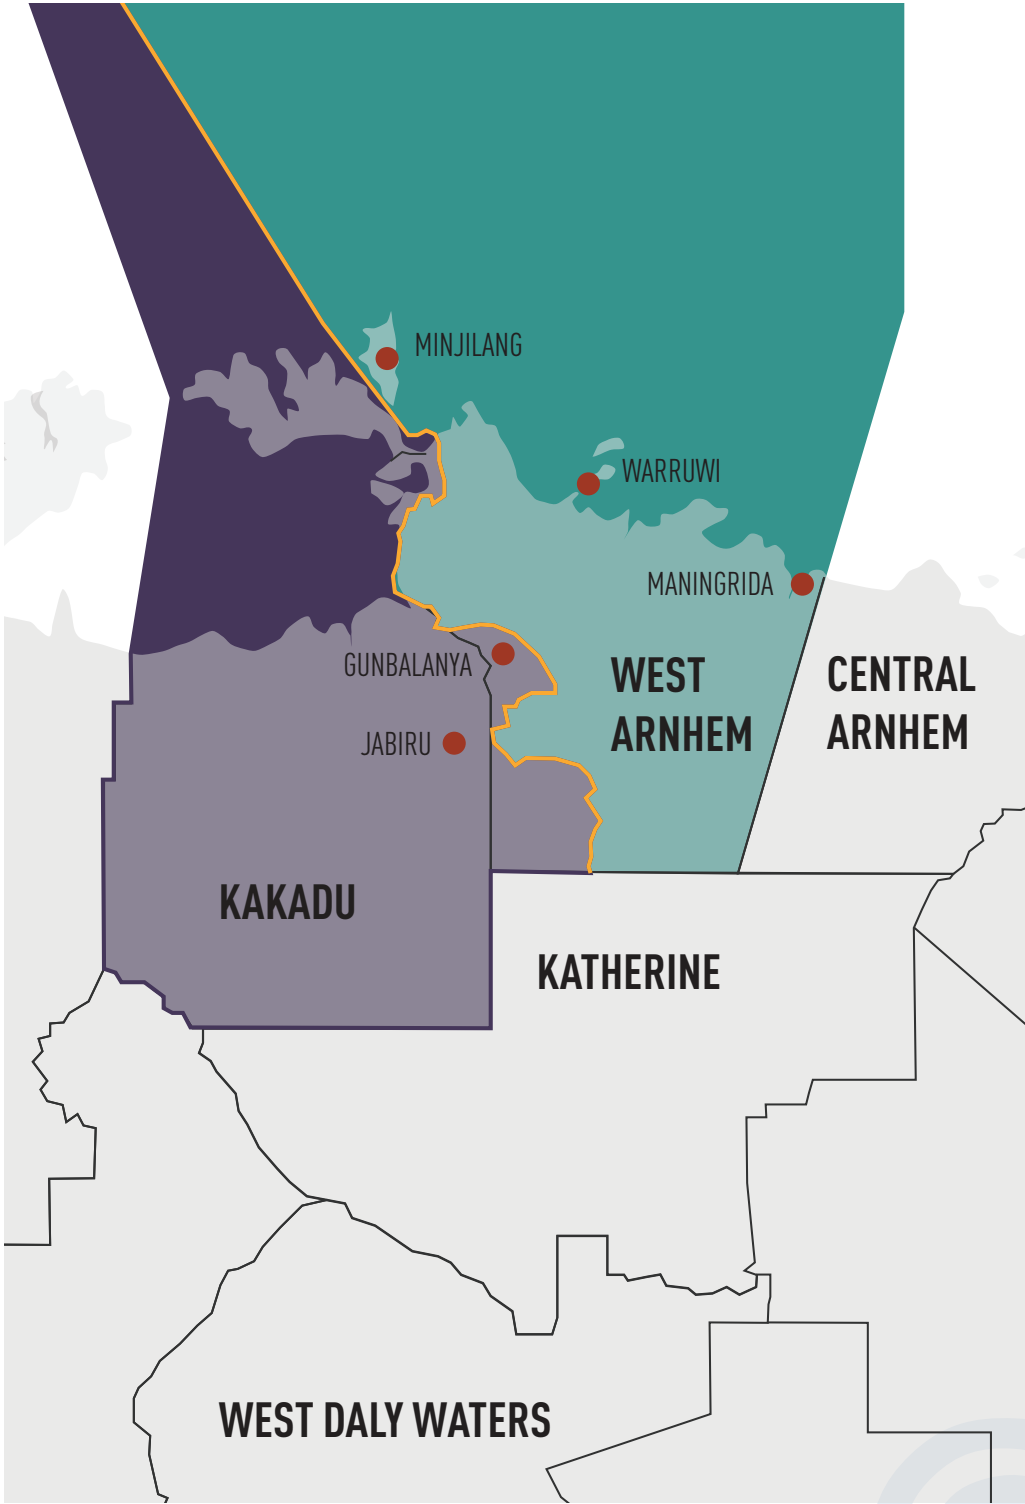 MINJILANG
WARRUWI
MANINGRIDA
GUNBALANYA
WEST
ARNHEM
CENTRAL
ARNHEM
JABIRU
KAKADU
KATHERINE
WEST DALY WATERS